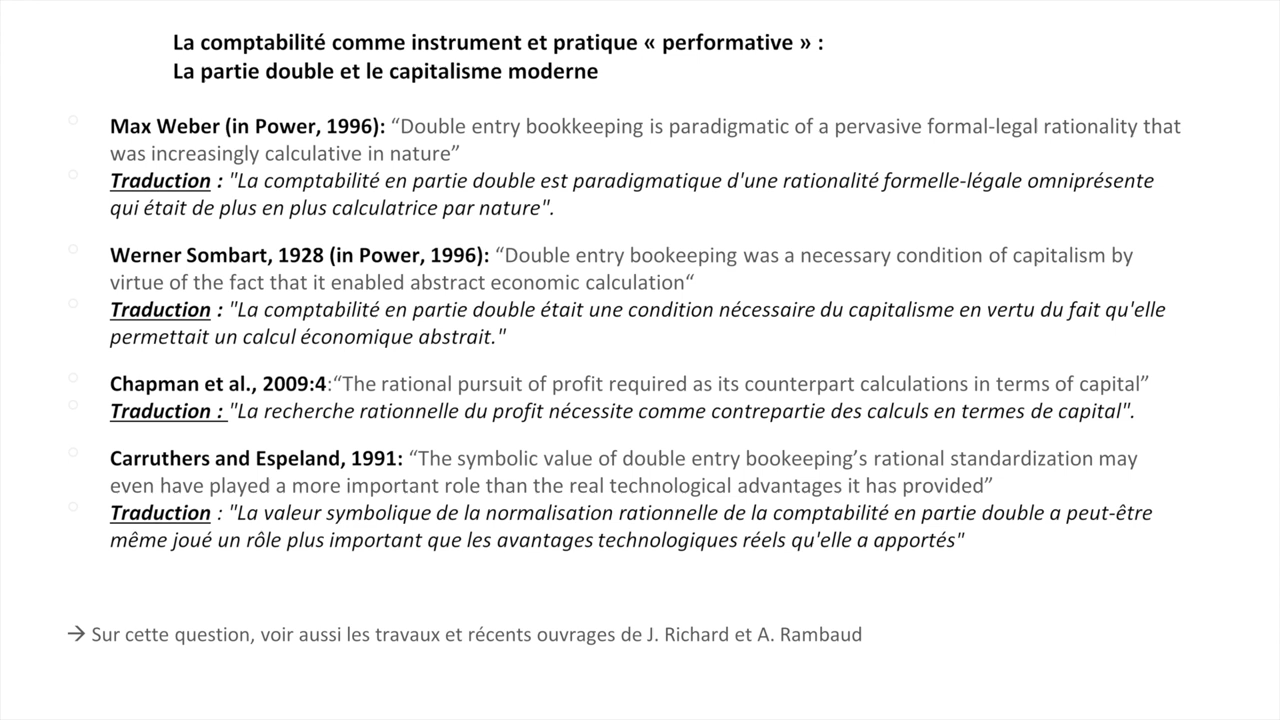 La comptabilité comme instrument et pratique « performative » :
La partie double et le capitalisme moderne
Max Weber (in Power, 1996): “Double entry bookkeeping is paradigmatic of a pervasive formal-legal rationality that
was increasingly calculative in nature”
Traduction : "La comptabilité en partie double est paradigmatique d'une rationalité formelle-légale omniprésente
qui était de plus en plus calculatrice par nature".
Werner Sombart, 1928 (in Power, 1996): “Double entry bookeeping was a necessary condition of capitalism by
virtue of the fact that it enabled abstract economic calculation“
Traduction : "La comptabilité en partie double était une condition nécessaire du capitalisme en vertu du fait qu'elle
permettait un calcul économique abstrait."
Chapman et al., 2009:4:“The rational pursuit of profit required as its counterpart calculations in terms of capital”
Traduction : "La recherche rationnelle du profit nécessite comme contrepartie des calculs en termes de capital".
Carruthers and Espeland, 1991: “The symbolic value of double entry bookeeping’s rational standardization may
even have played a more important role than the real technological advantages it has provided”
Traduction : "La valeur symbolique de la normalisation rationnelle de la comptabilité en partie double a peut-être
même joué un rôle plus important que les avantages technologiques réels qu'elle a apportés"
→ Sur cette question, voir aussi les travaux et récents ouvrages de J. Richard et A. Rambaud